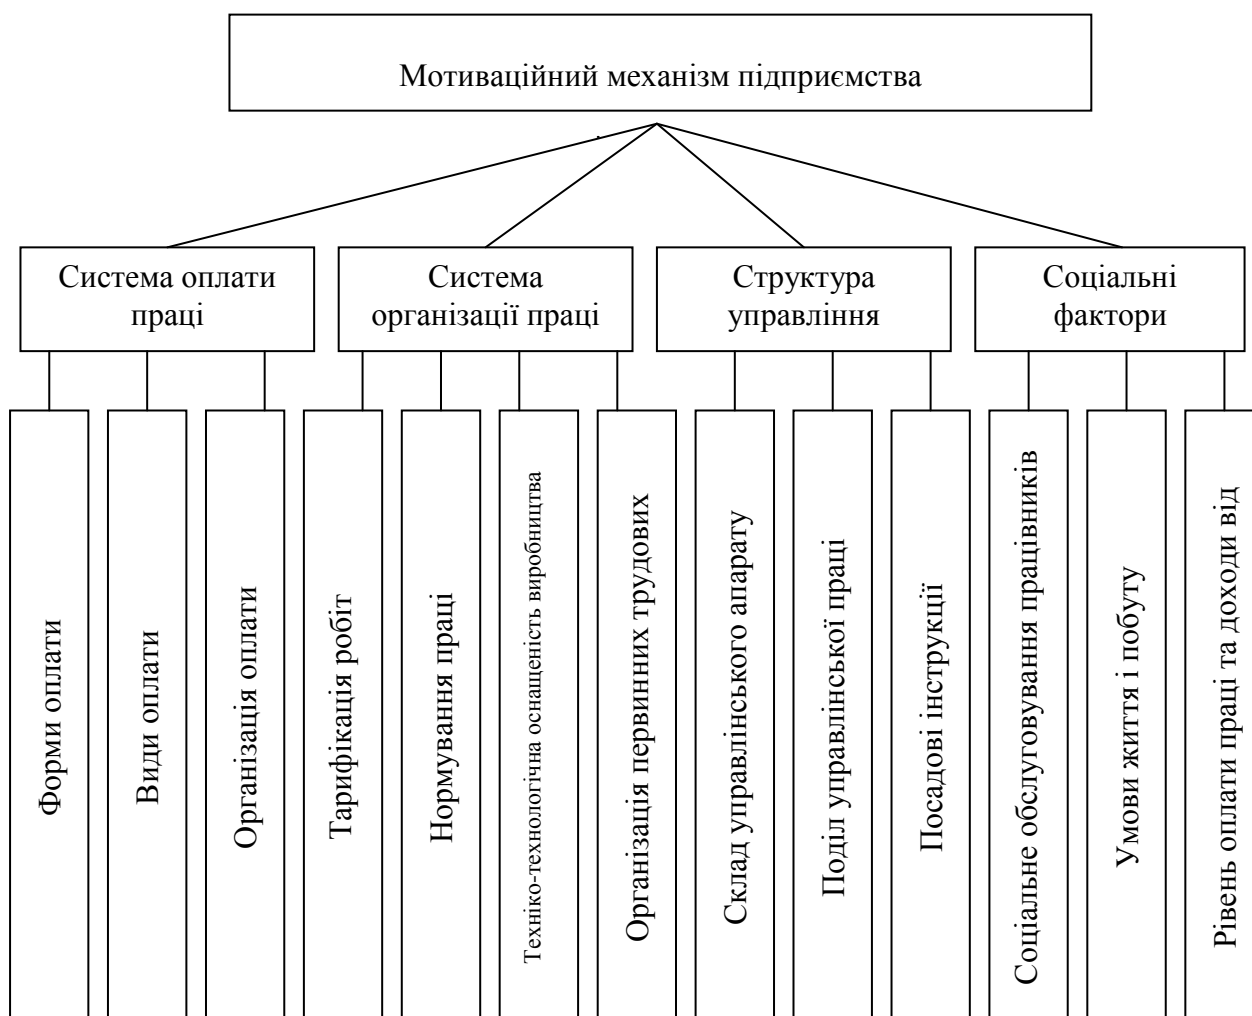 Мотиваційний механізм підприємства
Система оплати
праці
Система
організації праці
Структура
управління
Соціальні
фактори
Форми оплати
Види оплати
Організація оплати
Тарифікація робіт
Нормування праці
Техніко-технологічна оснащеність виробництва
Організація первинних трудових
Склад управлінського апарату
Поділ управлінської праці
Посадові інструкції
Соціальне обслуговування працівників
Умови життя і побуту
Рівень оплати праці та доходи від